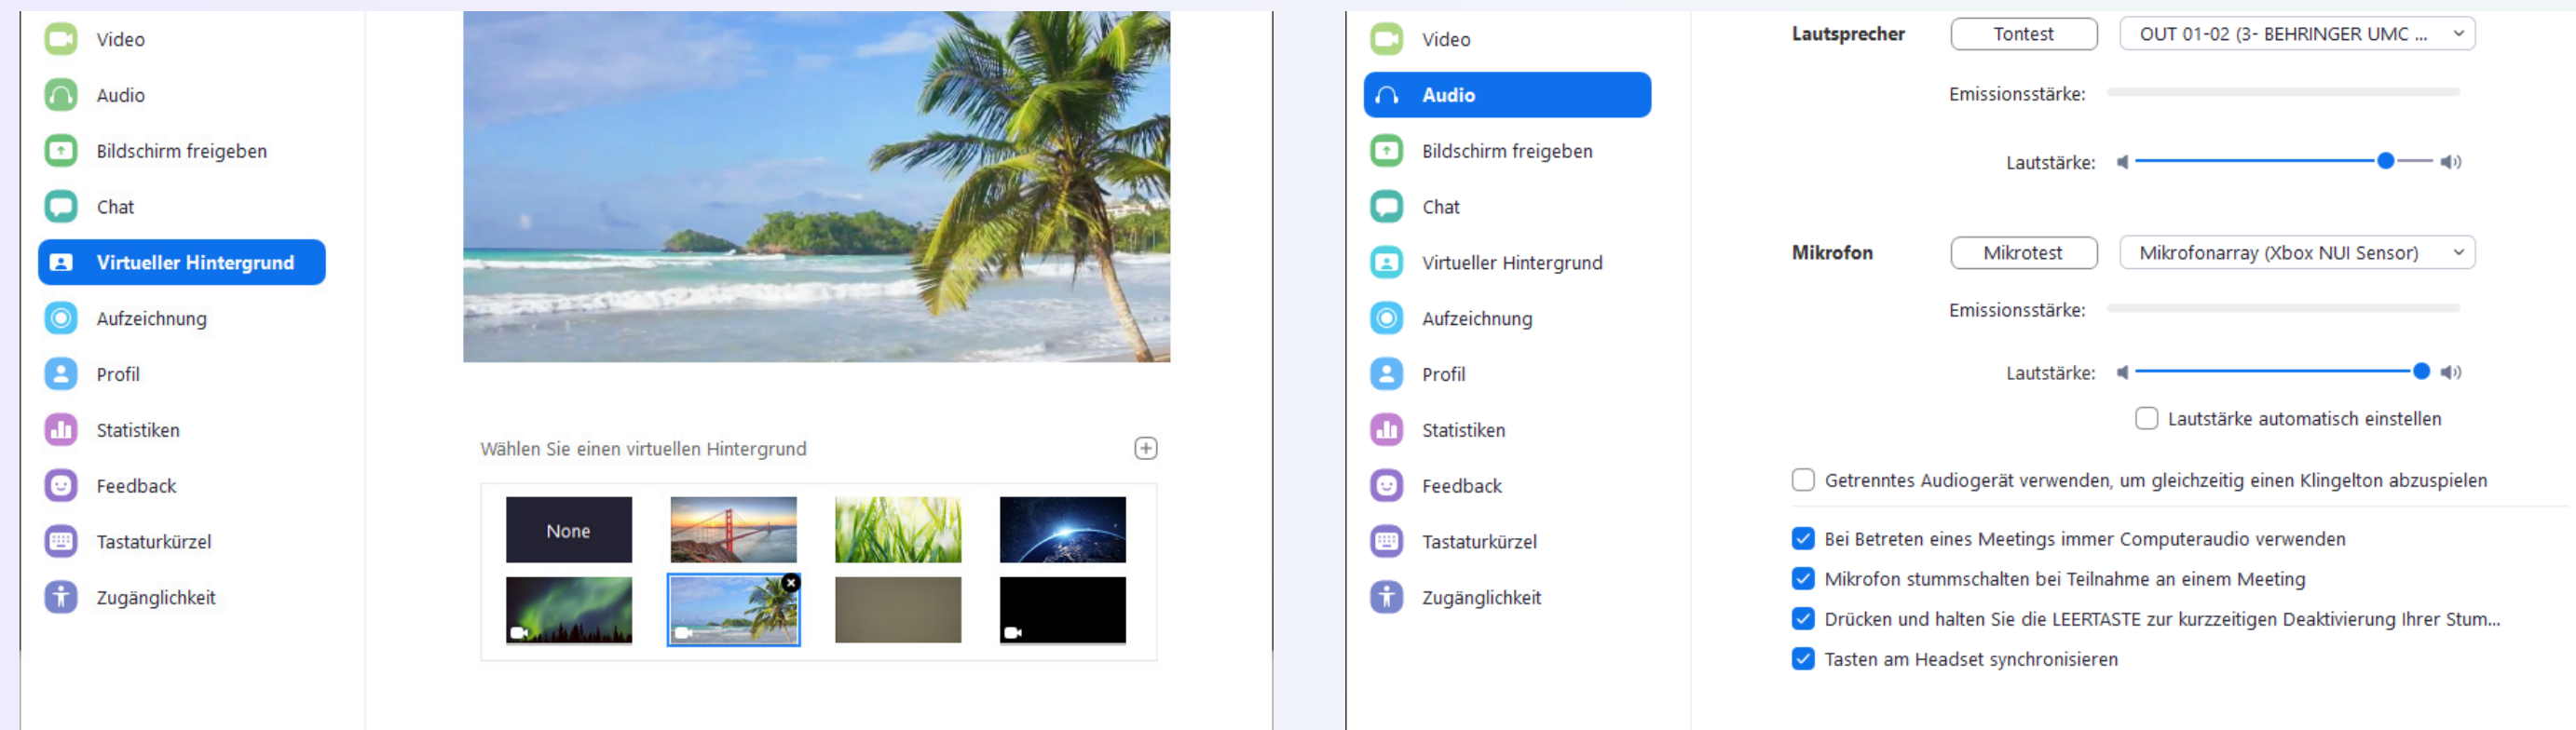 Video
Audio
Bildschirm freigeben
Chat
Virtueller Hintergrund
Aufzeichnung
Profil
Statistiken
Feedback
Tastaturkürzel
Zugänglichkeit
Wählen Sie einen virtuellen Hintergrund
None
Video
Audio
Bildschirm freigeben
Chat
Virtueller Hintergrund
Aufzeichnung
Profil
Statistiken
Feedback
Tastaturkürzel
Zugänglichkeit
Lautsprecher Tontest OUT 01-02 (3- BEHRINGER UMC ...
Emissionsstärke:
Lautstärke:
Mikrofon Mikrotest Mikrofonarray (Xbox NUI Sensor)
Emissionsstärke:
Lautstärke:
Lautstärke automatisch einstellen
Getrenntes Audiogerät verwenden, um gleichzeitig einen Klingelton abzuspielen
Bei Betreten eines Meetings immer Computeraudio verwenden
Mikrofon stummschalten bei Teilnahme an einem Meeting
Drücken und halten Sie die LEERTASTE zur kurzzeitigen Deaktivierung Ihrer Stum...
Tasten am Headset synchronisieren